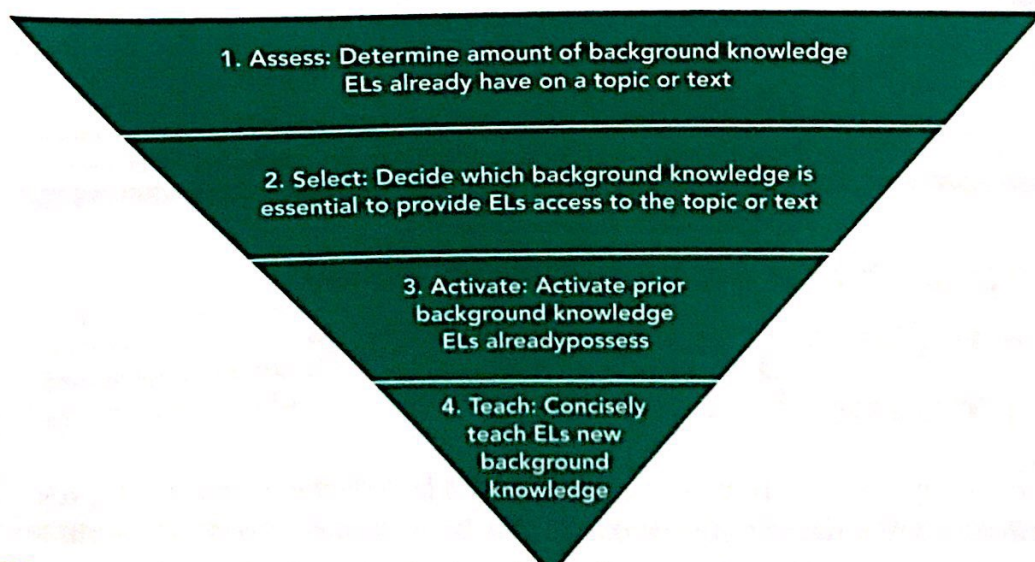 1. Assess: Determine amount of background knowledge
ELs already have on a topic or text
2. Select: Decide which background knowledge is
essential to provide ELs access to the topic or text
3. Activate: Activate prior
background knowledge
ELs alreadypossess
4. Teach: Concisely
teach ELs new
background
knowledge